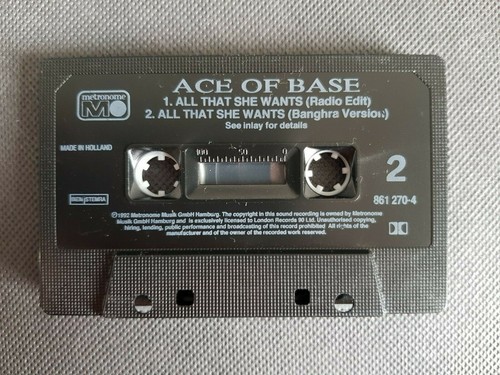 metronome
M
ACE OF BASE
1. ALL THAT SHE WANTS (Radio Edit)
2. ALL THAT SHE WANTS (Banghra Version)
See inlay for details
MADE IN HOLLAND
100 50 0
2
BIEM/STEMRA
861 270-4
℗1992 Metronome Musik GmbH Hamburg. The copyright in this sound recording is owned by Metronome
Musik GmbH Hamburg and is exclusively licensed to London Records 90 Ltd. Unauthorised copying,
hiring, lending, public performance and broadcasting of this record prohibited. All rights of the
manufacturer and of the owner of the recorded work reserved.